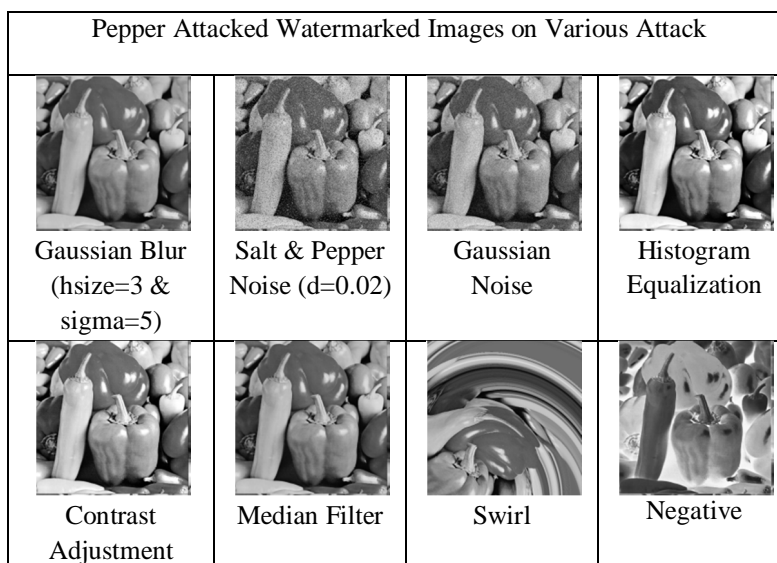 Pepper Attacked Watermarked Images on Various Attack
Gaussian Blur
(hsize=3 &
sigma=5)
Salt & Pepper
Noise (d=0.02)
Gaussian
Noise
Histogram
Equalization
Contrast
Adjustment
Median Filter
Swirl
Negative